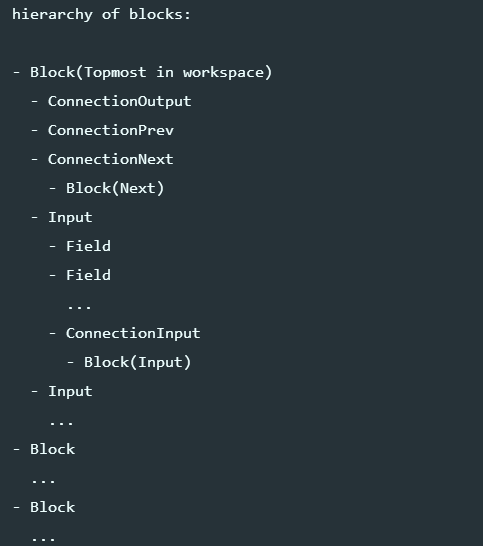 hierarchy of blocks:
- Block(Topmost in workspace)
- ConnectionOutput
- ConnectionPrev
- ConnectionNext
- Block(Next)
- Input
- Field
- Field
...
- ConnectionInput
- Block(Input)
- Input
...
- Block
...
- Block
...